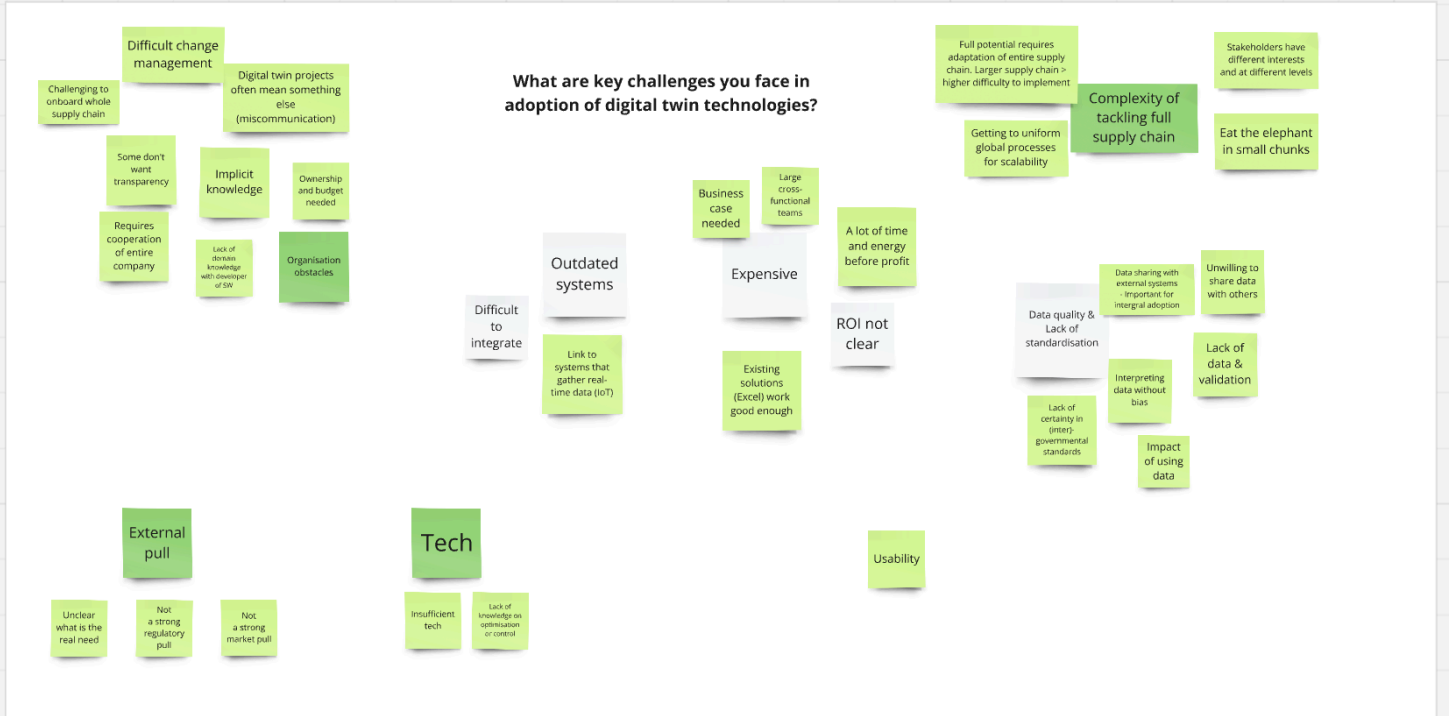 What are key challenges you face in
adoption of digital twin technologies?
Difficult change
management
Challenging to
onboard whole
supply chain
Digital twin projects
often mean something
else
(miscommunication)
Some don't
want
transparency
Implicit
knowledge
Ownership
and budget
needed
Requires
cooperation
of entire
company
Lack of
domain
knowledge
with developer
of SW
Organisation
obstacles
Outdated
systems
Difficult
to
integrate
Link to
systems that
gather real-
time data (IoT)
Business
case
needed
Large
cross-
functional
teams
Expensive
A lot of time
and energy
before profit
ROI not
clear
Existing
solutions
(Excel) work
good enough
Full potential requires
adaptation of entire supply
chain. Larger supply chain >
higher difficulty to implement
Complexity of
tackling full
supply chain
Stakeholders have
different interests
and at different levels
Getting to uniform
global processes
for scalability
Eat the elephant
in small chunks
Data quality &
Lack of
standardisation
Data sharing with
external systems
- Important for
intergral adoption
Unwilling to
share data
with others
Lack of
data &
validation
Interpreting
data without
bias
Lack of
certainty in
(inter)-
governmental
standards
Impact
of using
data
External
pull
Unclear
what is the
real need
Not
a strong
regulatory
pull
Not
a strong
market pull
Tech
Insufficient
tech
Lack of
knowledge on
optimisation
or control
Usability